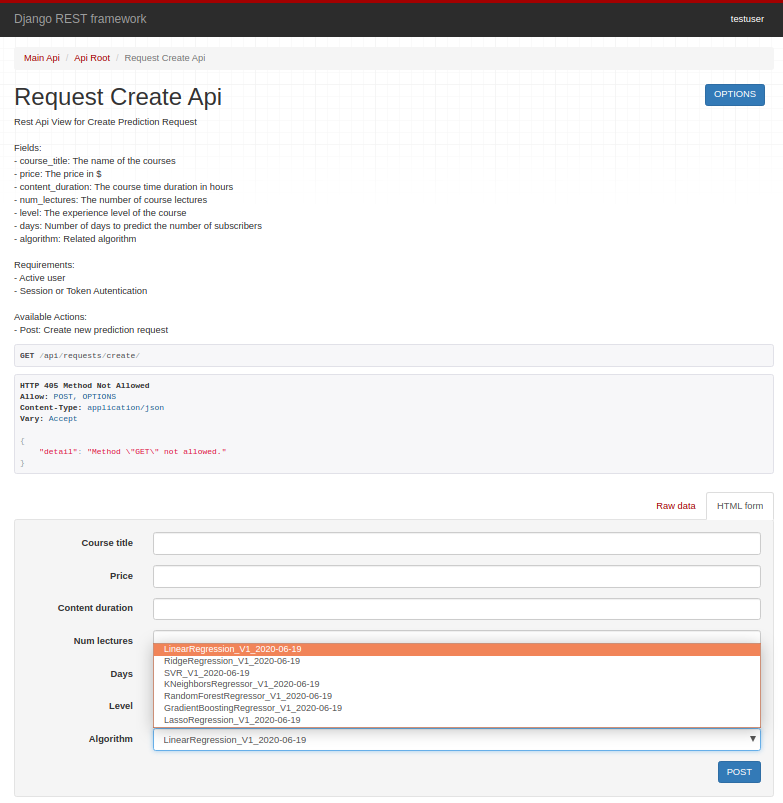 Django REST framework
testuser
Main Api / Api Root / Request Create Api
Request Create Api
OPTIONS
Rest Api View for Create Prediction Request
Fields:
- course_title: The name of the courses
- price: The price in $
- content_duration: The course time duration in hours
- num_lectures: The number of course lectures
- level: The experience level of the course
- days: Number of days to predict the number of subscribers
- algorithm: Related algorithm
Requirements:
- Active user
- Session or Token Autentication
Available Actions:
- Post: Create new prediction request
GET /api/requests/create/
HTTP 405 Method Not Allowed
Allow: POST, OPTIONS
Content-Type: application/json
Vary: Accept
{
"detail": "Method \"GET\" not allowed."
}
Raw data
HTML form
Course title
Price
Content duration
Num lectures
LinearRegression_V1_2020-06-19
RidgeRegression_V1_2020-06-19
Days
SVR_V1_2020-06-19
KNeighborsRegressor_V1_2020-06-19
RandomForestRegressor_V1_2020-06-19
Level
GradientBoostingRegressor_V1_2020-06-19
LassoRegression_V1_2020-06-19
Algorithm
LinearRegression_V1_2020-06-19
POST